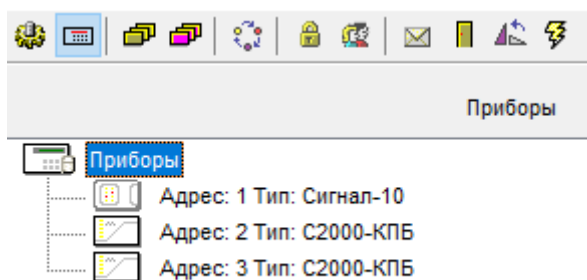 Приборы
Приборы
Адрес: 1 Тип: Сигнал-10
Адрес: 2 Тип: С2000-КПБ
Адрес: 3 Тип: С2000-КПБ